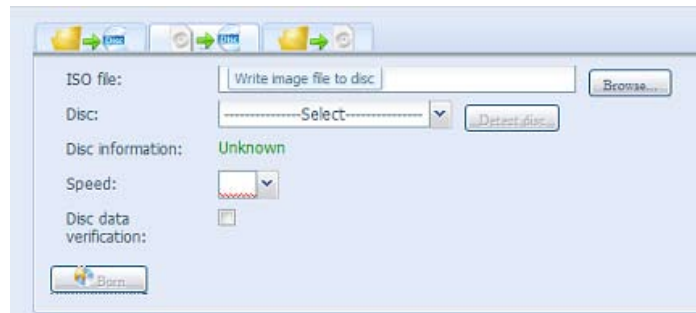 Disc
Disc
ISO file: Write image file to disc Browse...
Disc: --------------Select-------------- Detect disc...
Disc information: Unknown
Speed:
Disc data
verification:
Burn